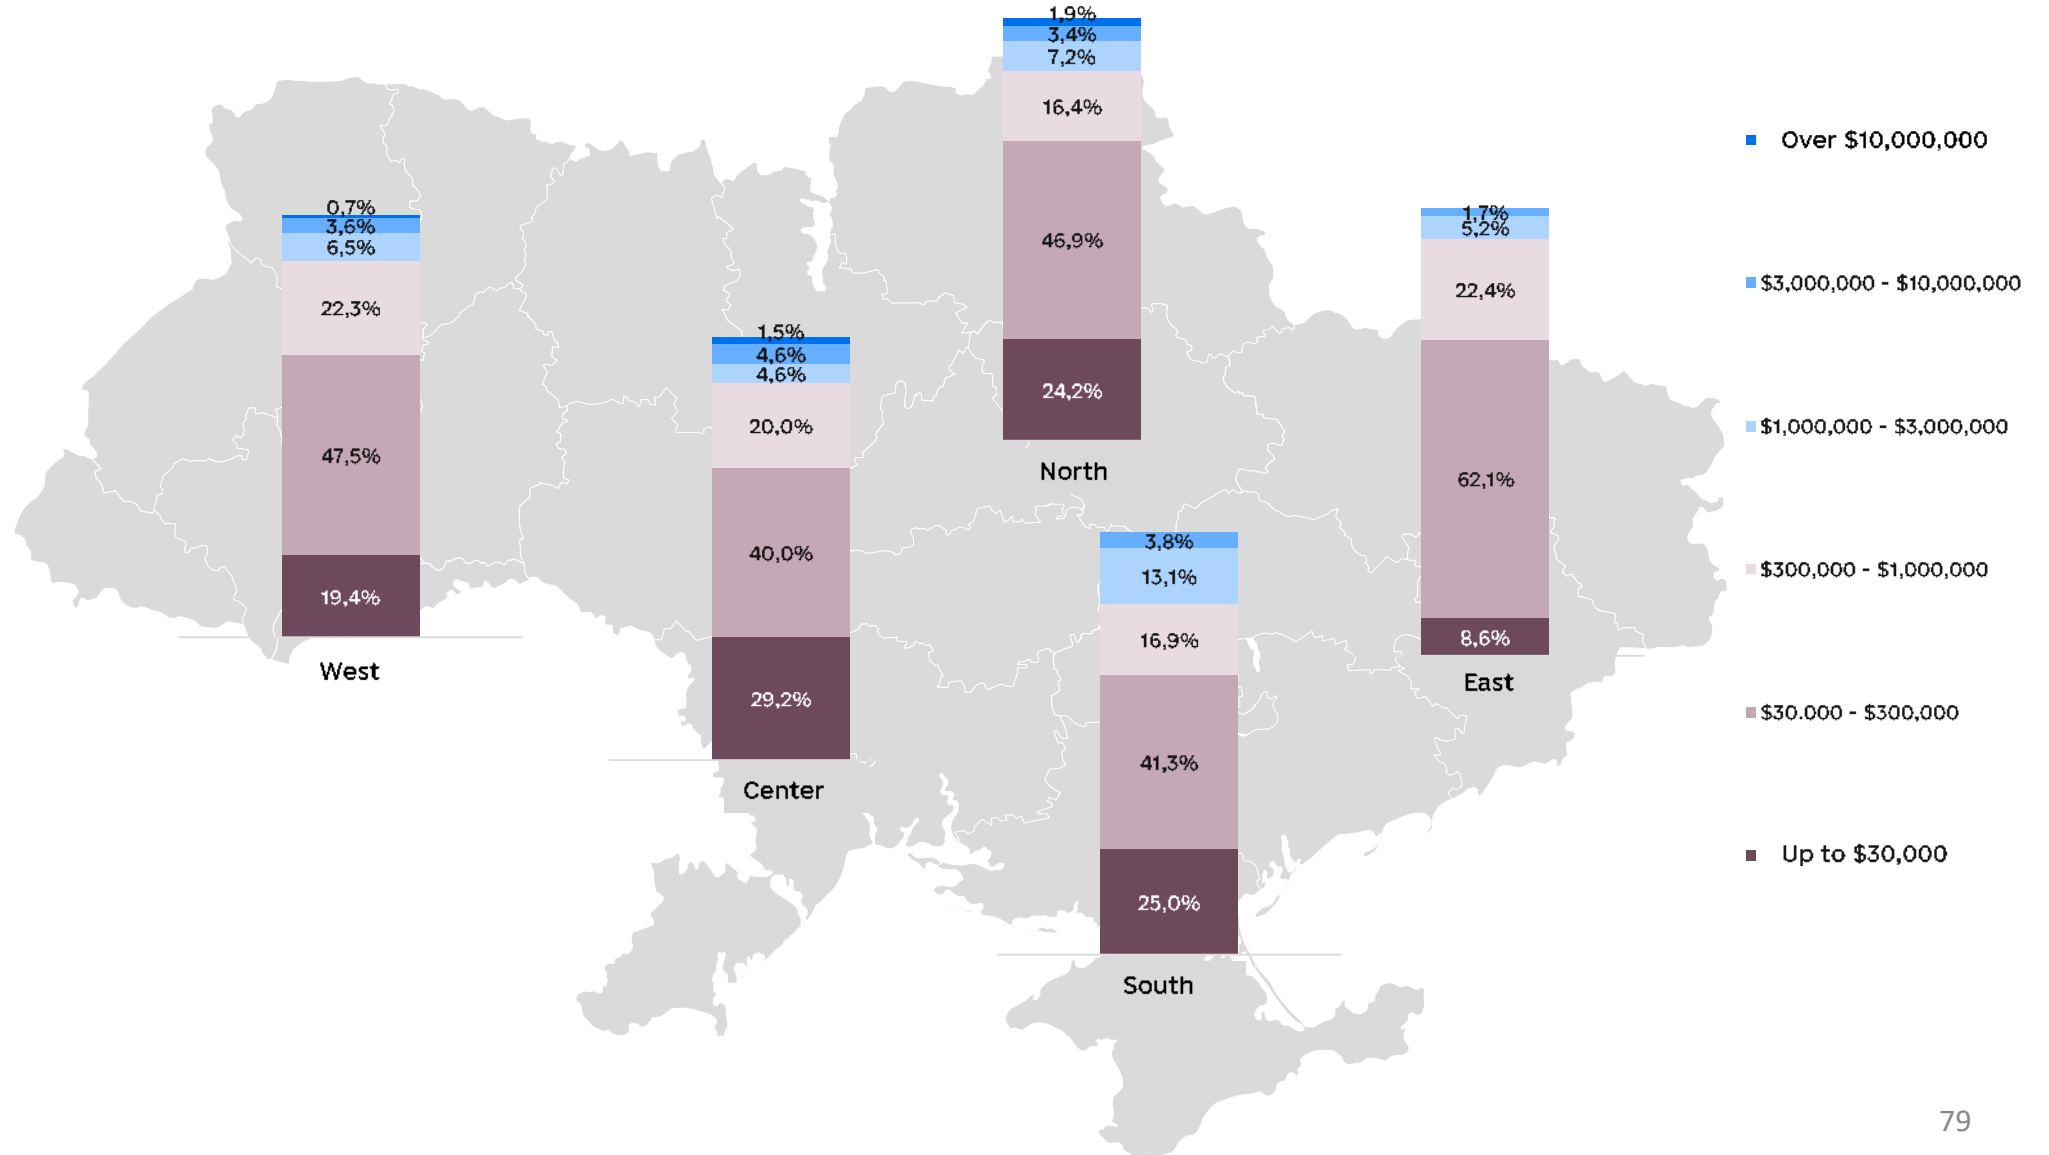 1,9%
3,4%
7,2%
16,4%
46,9%
24,2%
North
0,7%
3,6%
6,5%
22,3%
47,5%
19,4%
West
1,5%
4,6%
4,6%
20,0%
40,0%
29,2%
Center
3,8%
13,1%
16,9%
41,3%
25,0%
South
1,7%
5,2%
22,4%
62,1%
8,6%
East
Over $10,000,000
$3,000,000 - $10,000,000
$1,000,000 - $3,000,000
$300,000 - $1,000,000
$30.000 - $300,000
Up to $30,000
79